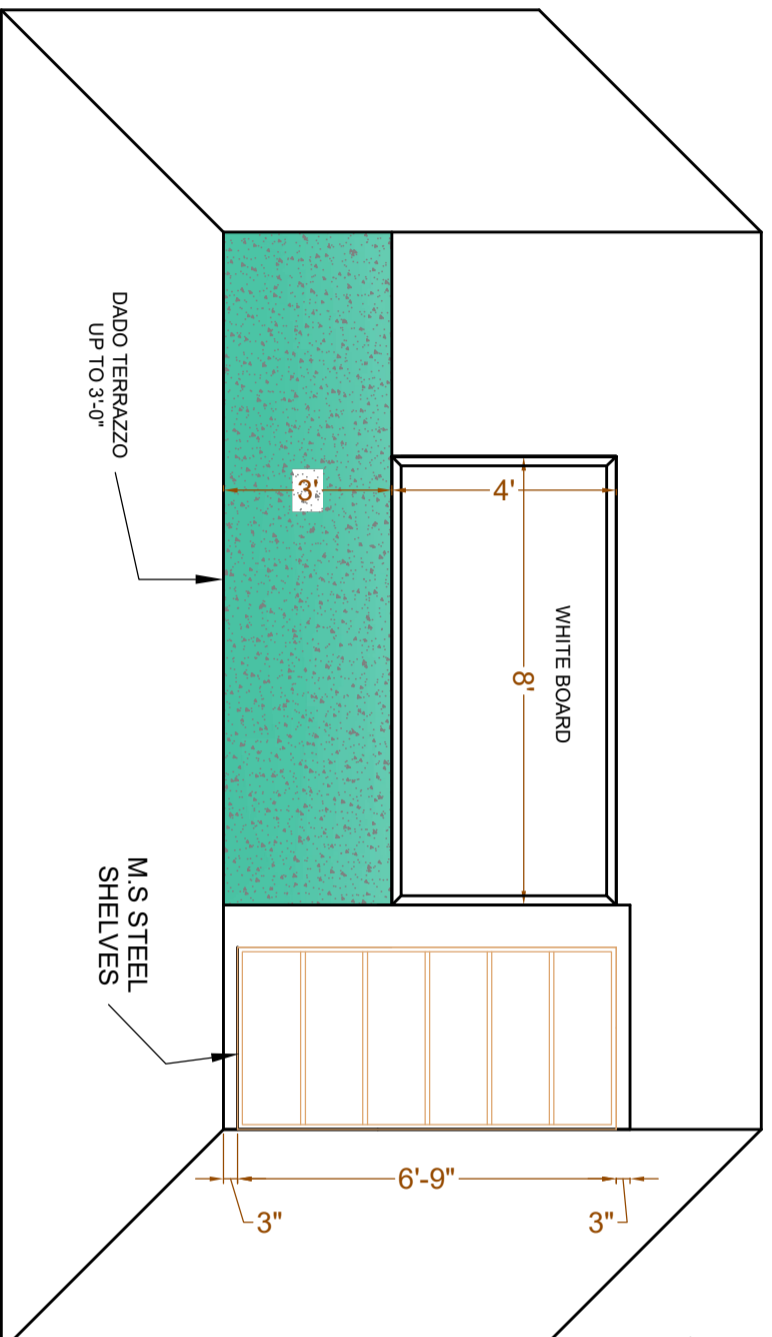 WHITE BOARD
4'
8'
3'
DADO TERRAZZO
UP TO 3'-0"
M.S STEEL
SHELVES
3"
6'-9"
3"